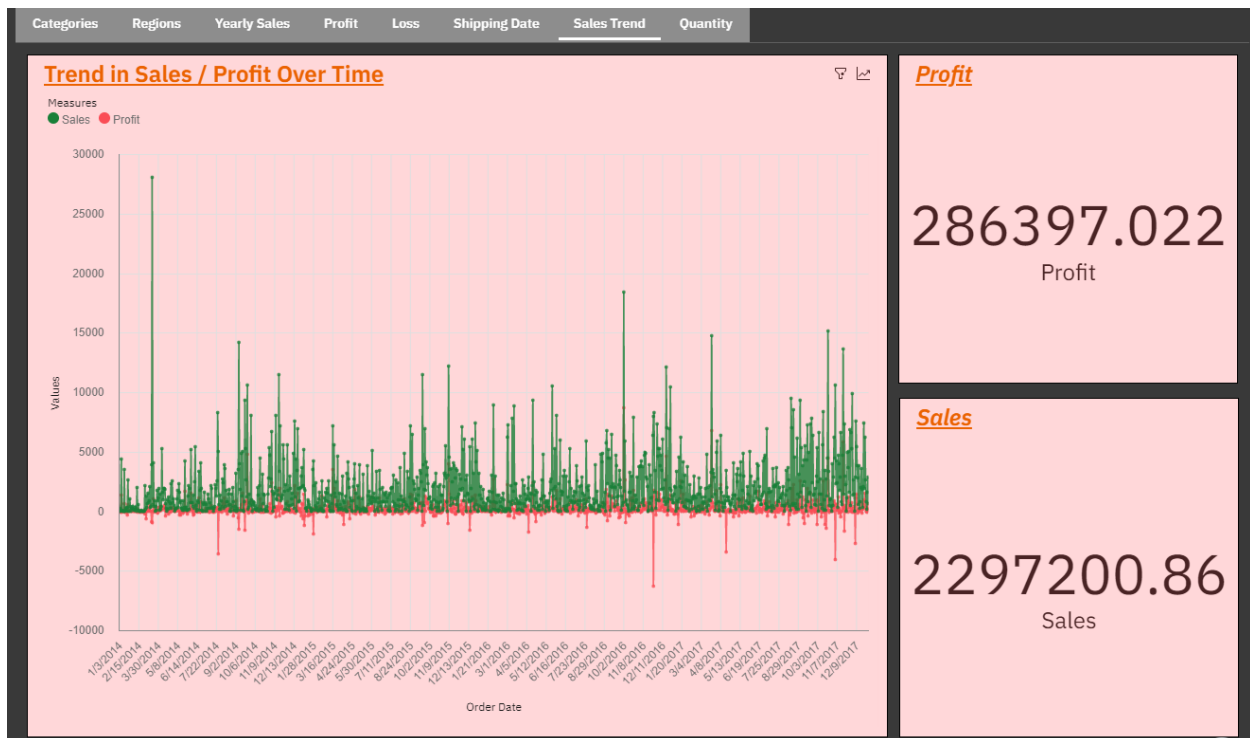 Categories Regions Yearly Sales Profit Loss Shipping Date Sales Trend Quantity
Trend in Sales / Profit Over Time
Measures
Sales Profit
30000
25000
20000
15000
10000
5000
0
-5000
-10000
Values
1/3/2014 2/15/2014 3/30/2014 5/8/2014 6/14/2014 7/22/2014 9/2/2014 10/6/2014 11/9/2014 12/13/2014 1/28/2015 3/16/2015 4/24/2015 5/30/2015 7/11/2015 8/24/2015 10/2/2015 11/9/2015 12/13/2015 1/21/2016 3/1/2016 4/5/2016 5/12/2016 6/16/2016 7/23/2016 8/29/2016 10/2/2016 11/8/2016 12/11/2016 1/20/2017 3/4/2017 4/8/2017 5/13/2017 6/19/2017 7/25/2017 8/29/2017 10/3/2017 11/7/2017 12/9/2017
Order Date
Profit
286397.022
Profit
Sales
2297200.86
Sales